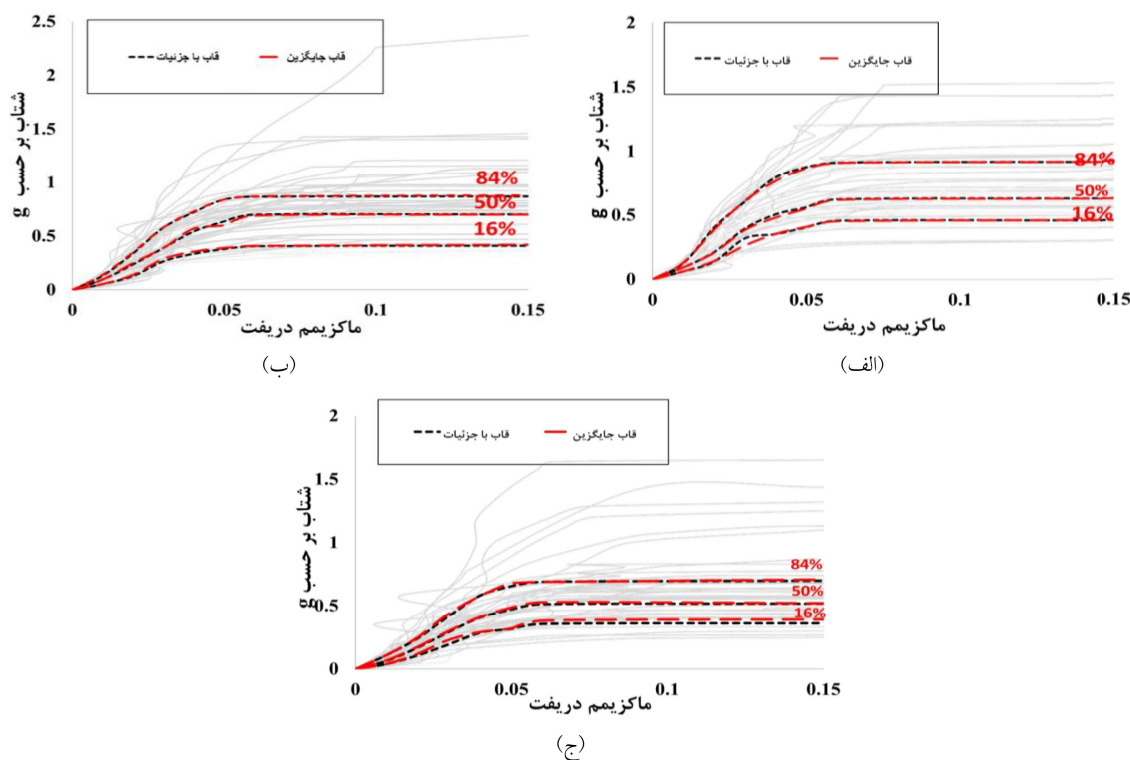 2
1.5
1
0.5
0
0
0.05
0.1
0.15
قاب با جزئیات
قاب جایگزین
84%
50%
16%
شتاب بر حسب g
ماکزیمم دریفت
(الف)
2.5
2
1.5
1
0.5
0
0
0.05
0.1
0.15
قاب با جزئیات
قاب جایگزین
84%
50%
16%
شتاب بر حسب g
ماکزیمم دریفت
(ب)
2
1.5
1
0.5
0
0
0.05
0.1
0.15
قاب با جزئیات
قاب جایگزین
84%
50%
16%
شتاب بر حسب g
ماکزیمم دریفت
(ج)